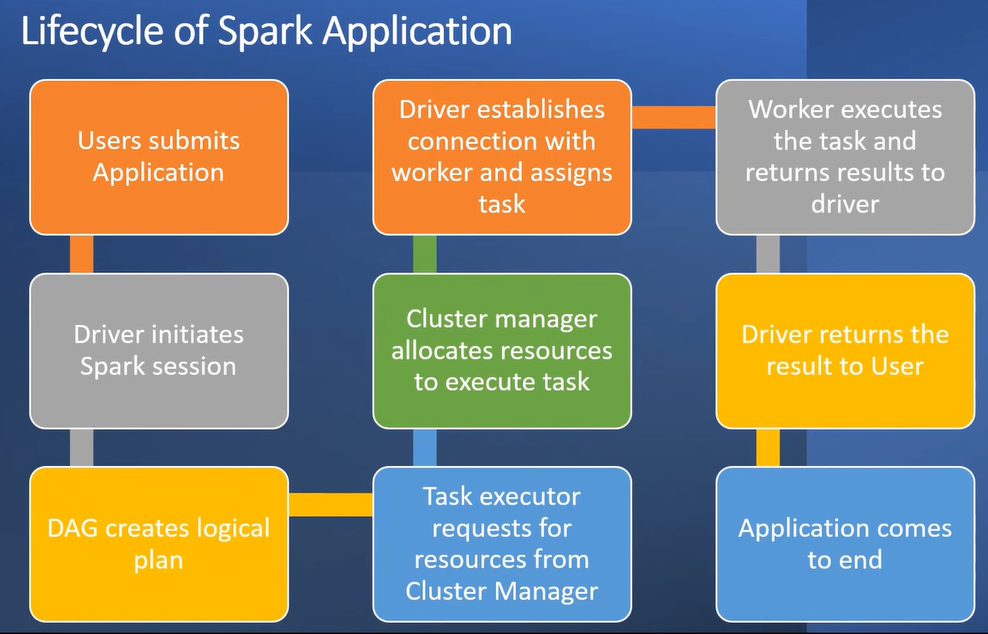 Lifecycle of Spark Application
Users submits
Application
Driver initiates
Spark session
DAG creates logical
plan
Task executor
requests for
resources from
Cluster Manager
Cluster manager
allocates resources
to execute task
Driver establishes
connection with
worker and assigns
task
Worker executes
the task and
returns results to
driver
Driver returns the
result to User
Application comes
to end